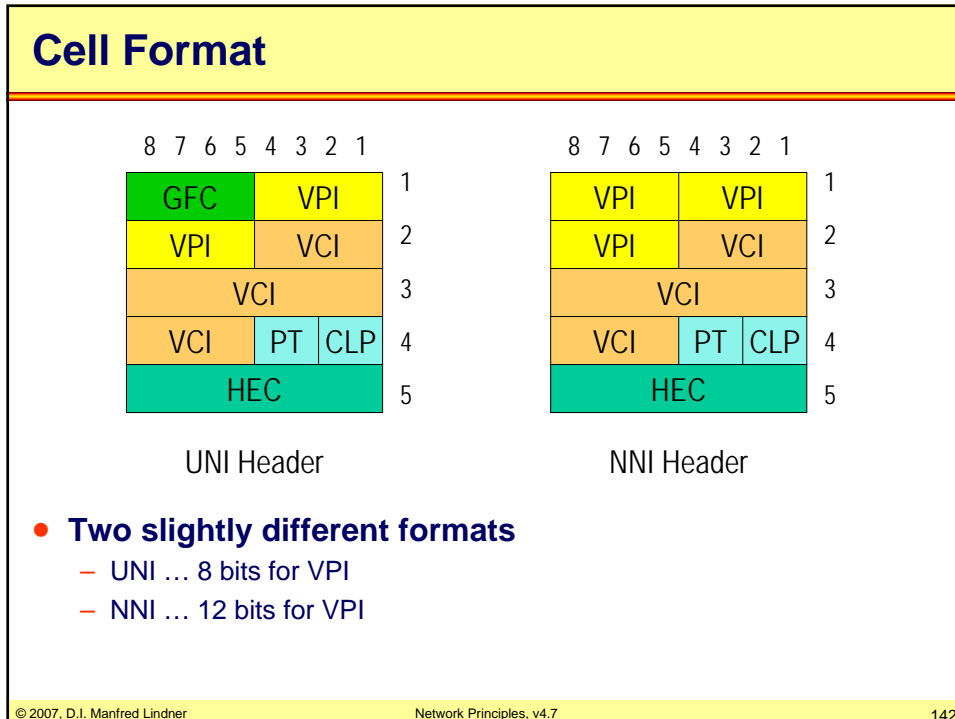 Cell Format
8 7 6 5 4 3 2 1
GFC VPI 1
VPI VCI 2
VCI 3
VCI PT CLP 4
HEC 5
UNI Header
8 7 6 5 4 3 2 1
VPI VPI 1
VPI VCI 2
VCI 3
VCI PT CLP 4
HEC 5
NNI Header
• Two slightly different formats
– UNI … 8 bits for VPI
– NNI … 12 bits for VPI
© 2007, D.I. Manfred Lindner Network Principles, v4.7 142